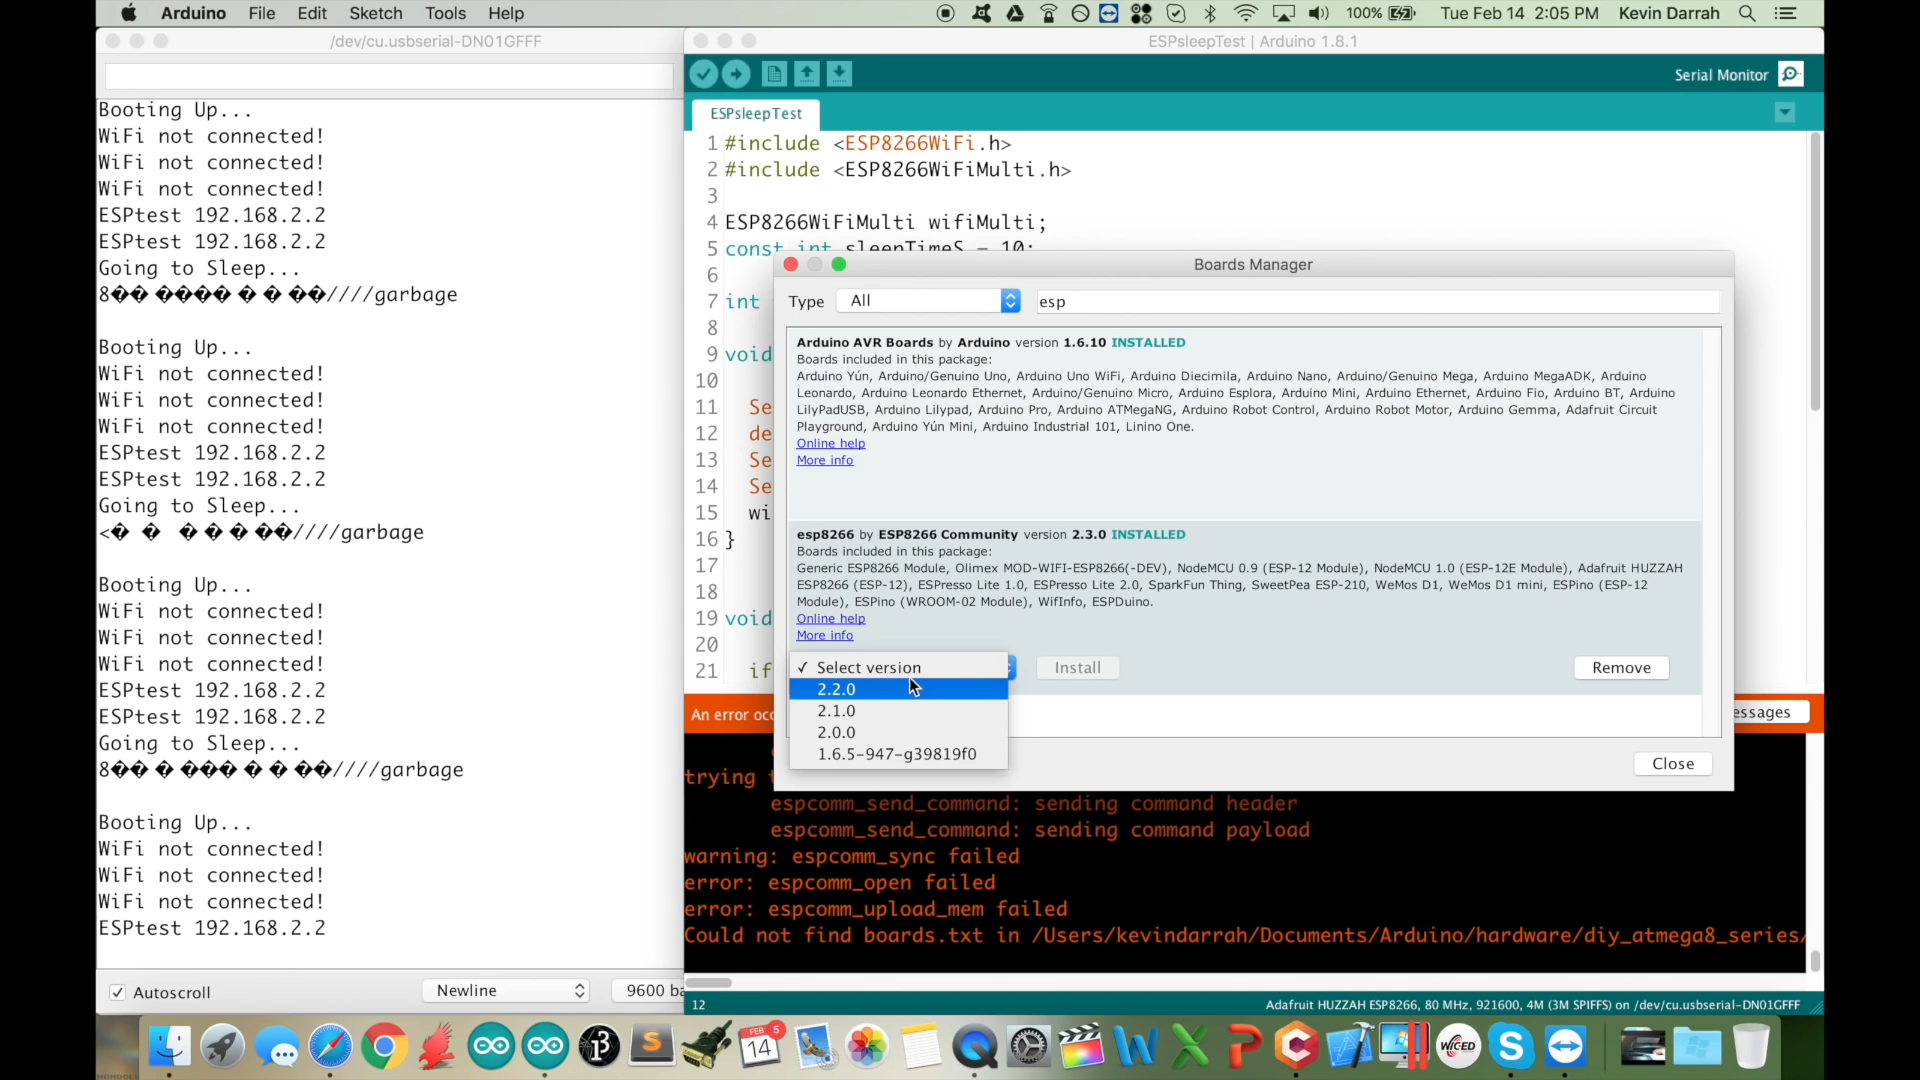 Arduino File Edit Sketch Tools Help
100% Tue Feb 14 2:05 PM Kevin Darrah
/dev/cu.usbserial-DN01GFFF
Booting Up...
WiFi not connected!
WiFi not connected!
WiFi not connected!
ESPtest 192.168.2.2
ESPtest 192.168.2.2
Going to Sleep...
8�� ���� � � ��////garbage
Booting Up...
WiFi not connected!
WiFi not connected!
WiFi not connected!
ESPtest 192.168.2.2
ESPtest 192.168.2.2
Going to Sleep...
<� � � � � ��////garbage
Booting Up...
WiFi not connected!
WiFi not connected!
WiFi not connected!
ESPtest 192.168.2.2
ESPtest 192.168.2.2
Going to Sleep...
8�� � ��� � � ��////garbage
Booting Up...
WiFi not connected!
WiFi not connected!
WiFi not connected!
ESPtest 192.168.2.2
Autoscroll
Newline
9600 ba
ESPsleepTest | Arduino 1.8.1
Serial Monitor
ESPsleepTest
1 #include <ESP8266WiFi.h>
2 #include <ESP8266WiFiMulti.h>
3
4 ESP8266WiFiMulti wifiMulti;
5 const int sleepTimeS = 10;
6
7 int
8
9 void
10
11 Se
12 de
13 Se
14 Se
15 wi
16 }
17
18
19 void
20
21 if
Boards Manager
Type All esp
Arduino AVR Boards by Arduino version 1.6.10 INSTALLED
Boards included in this package:
Arduino Yún, Arduino/Genuino Uno, Arduino Uno WiFi, Arduino Diecimila, Arduino Nano, Arduino/Genuino Mega, Arduino MegaADK, Arduino
Leonardo, Arduino Leonardo Ethernet, Arduino/Genuino Micro, Arduino Esplora, Arduino Mini, Arduino Ethernet, Arduino Fio, Arduino BT, Arduino
LilyPadUSB, Arduino Lilypad, Arduino Pro, Arduino ATMegaNG, Arduino Robot Control, Arduino Robot Motor, Arduino Gemma, Adafruit Circuit
Playground, Arduino Yún Mini, Arduino Industrial 101, Linino One.
Online help
More info
esp8266 by ESP8266 Community version 2.3.0 INSTALLED
Boards included in this package:
Generic ESP8266 Module, Olimex MOD-WIFI-ESP8266(-DEV), NodeMCU 0.9 (ESP-12 Module), NodeMCU 1.0 (ESP-12E Module), Adafruit HUZZAH
ESP8266 (ESP-12), ESPresso Lite 1.0, ESPresso Lite 2.0, SparkFun Thing, SweetPea ESP-210, WeMos D1, WeMos D1 mini, ESPino (ESP-12
Module), ESPino (WROOM-02 Module), WifInfo, ESPDuino.
Online help
More info
✓ Select version
2.2.0
2.1.0
2.0.0
1.6.5-947-g39819f0
Install
Remove
Close
An error occ
essages
trying t
espcomm_send_command: sending command header
espcomm_send_command: sending command payload
warning: espcomm_sync failed
error: espcomm_open failed
error: espcomm_upload_mem failed
Could not find boards.txt in /Users/kevindarrah/Documents/Arduino/hardware/diy_atmega8_series/
12
Adafruit HUZZAH ESP8266, 80 MHz, 921600, 4M (3M SPIFFS) on /dev/cu.usbserial-DN01GFFF
FEB
14
5
WICED